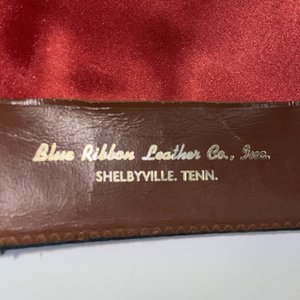 Blue Ribbon Leather Co., Inc.
SHELBYVILLE. TENN.